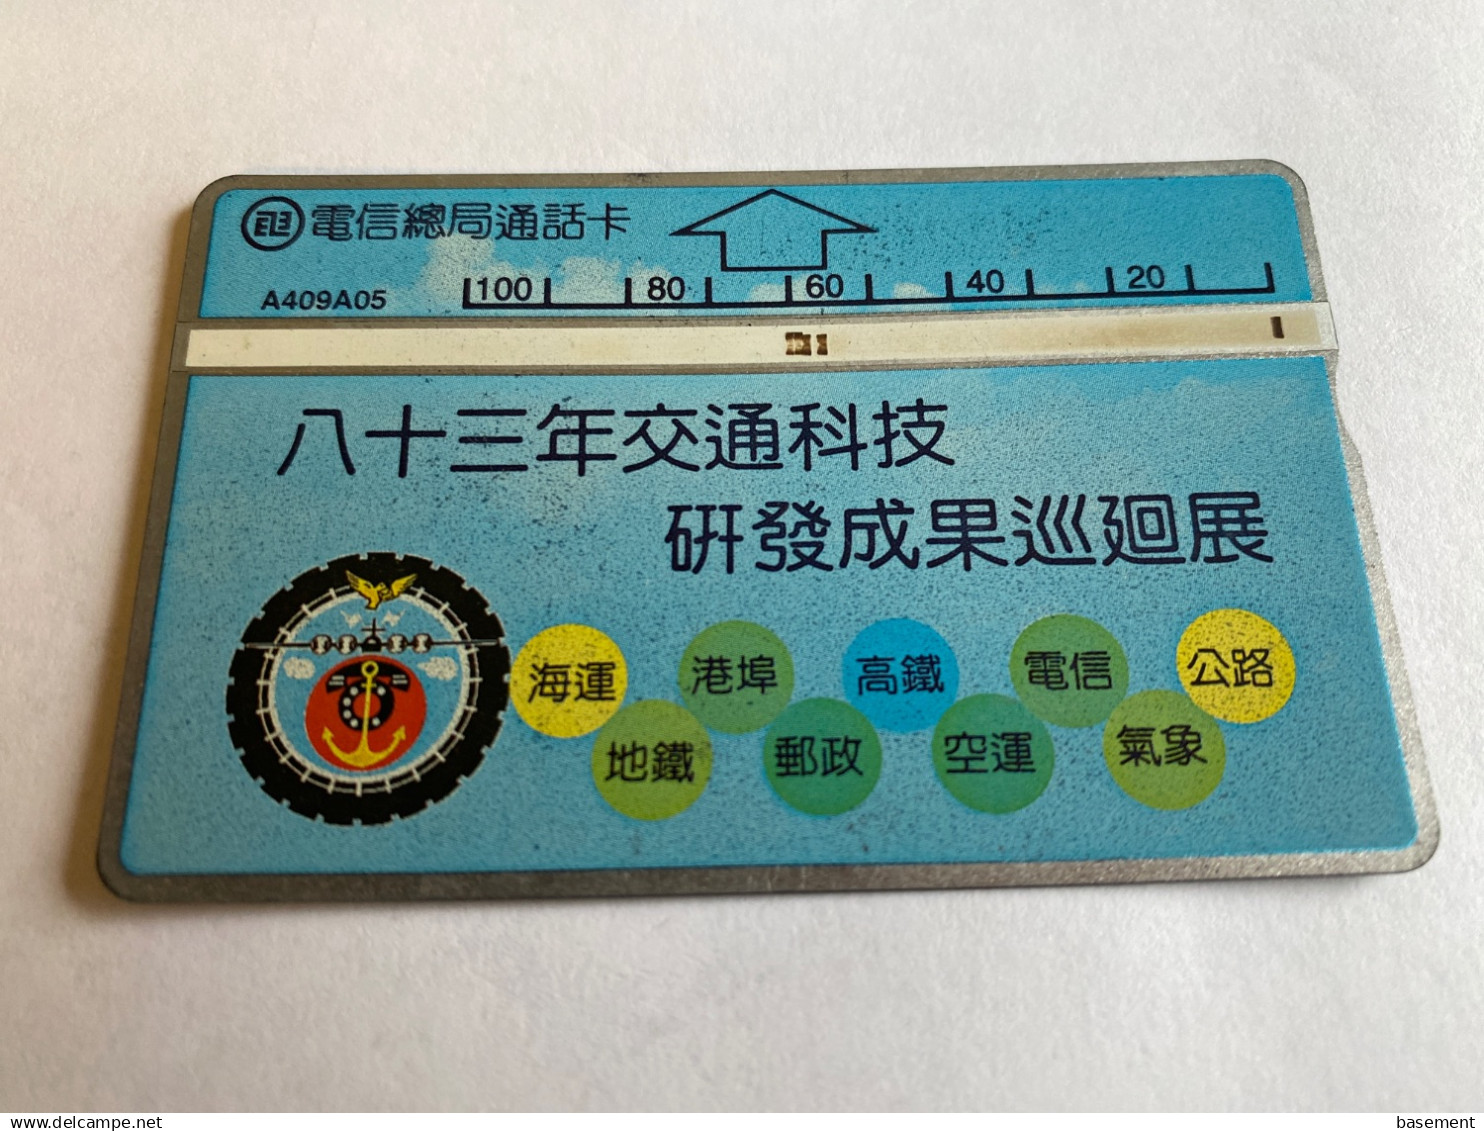 電信總局通話卡
A409A05
100 80 60 40 20
八十三年交通科技
研發成果巡廻展
海運 港埠 高鐵 電信 公路
地鐵 郵政 空運 氣象
delcampe.net
basement